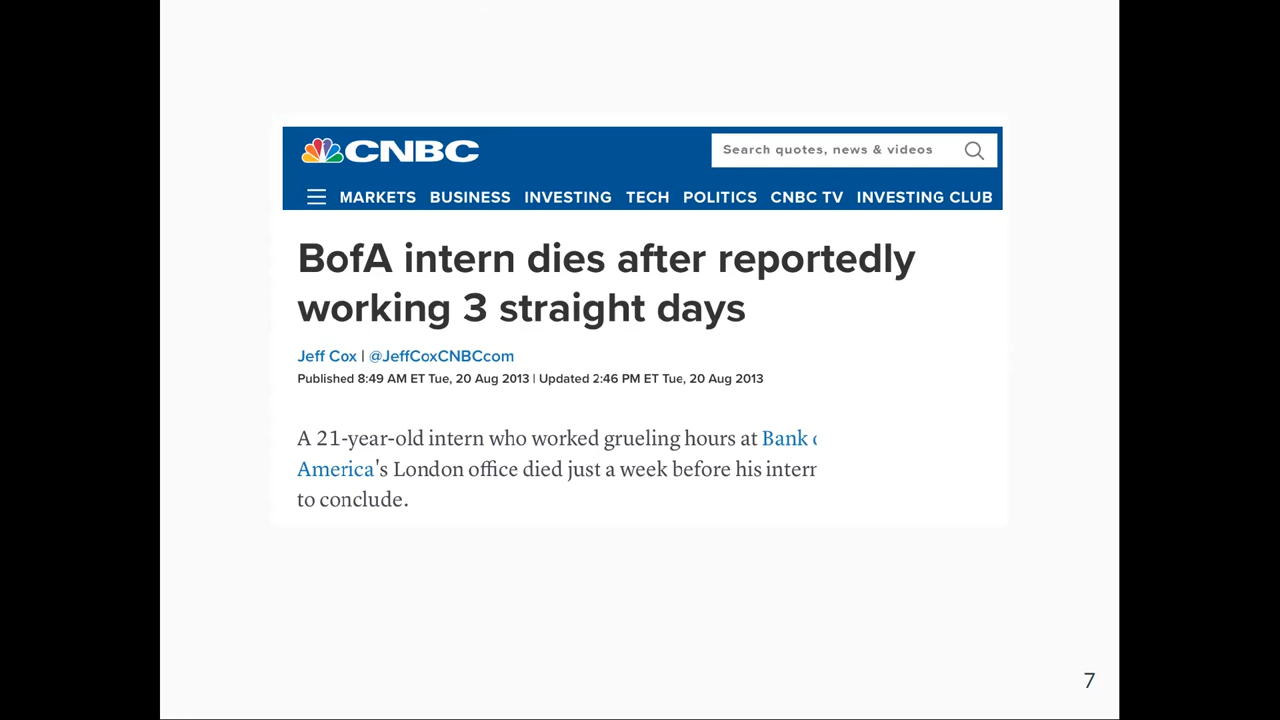 CNBC
Search quotes, news & videos
MARKETS BUSINESS INVESTING TECH POLITICS CNBC TV INVESTING CLUB
BofA intern dies after reportedly
working 3 straight days
Jeff Cox | @JeffCoxCNBCcom
Published 8:49 AM ET Tue, 20 Aug 2013 | Updated 2:46 PM ET Tue, 20 Aug 2013
A 21-year-old intern who worked grueling hours at Bank
America's London office died just a week before his
to conclude.
7